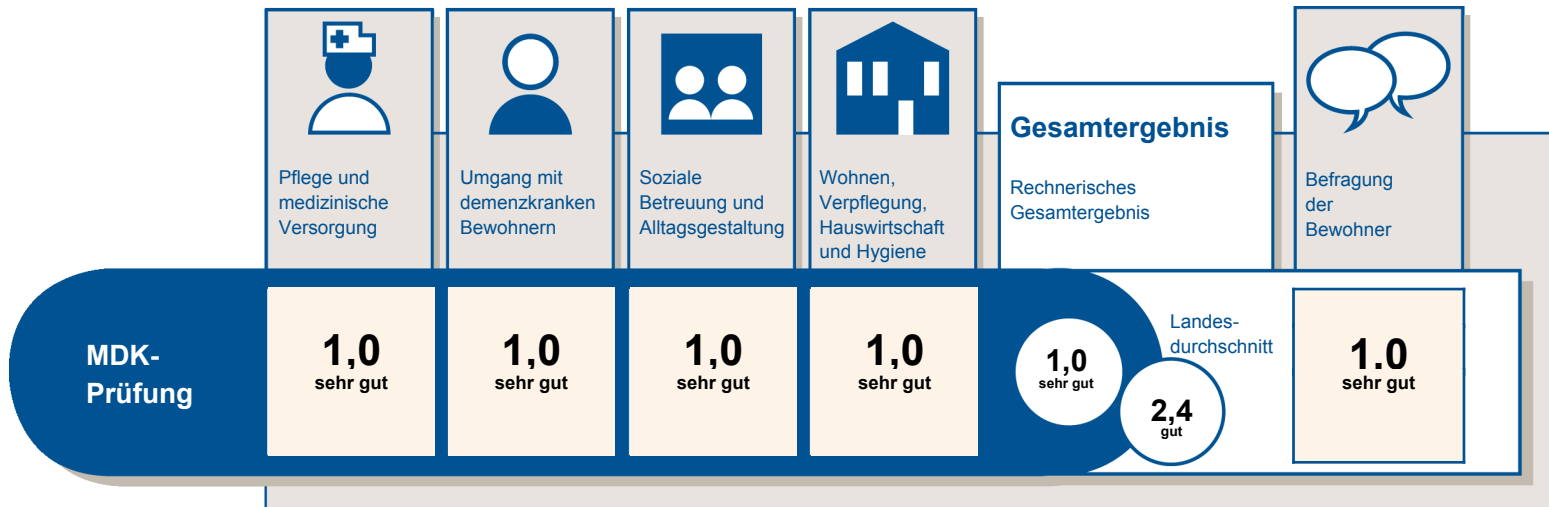 Pflege und
medizinische
Versorgung
Umgang mit
demenzkranken
Bewohnern
Soziale
Betreuung und
Alltagsgestaltung
Wohnen,
Verpflegung,
Hauswirtschaft
und Hygiene
Gesamtergebnis
Rechnerisches
Gesamtergebnis
Befragung
der
Bewohner
MDK-
Prüfung
1,0
sehr gut
1,0
sehr gut
1,0
sehr gut
1,0
sehr gut
1,0
sehr gut
Landes-
durchschnitt
2,4
gut
1.0
sehr gut